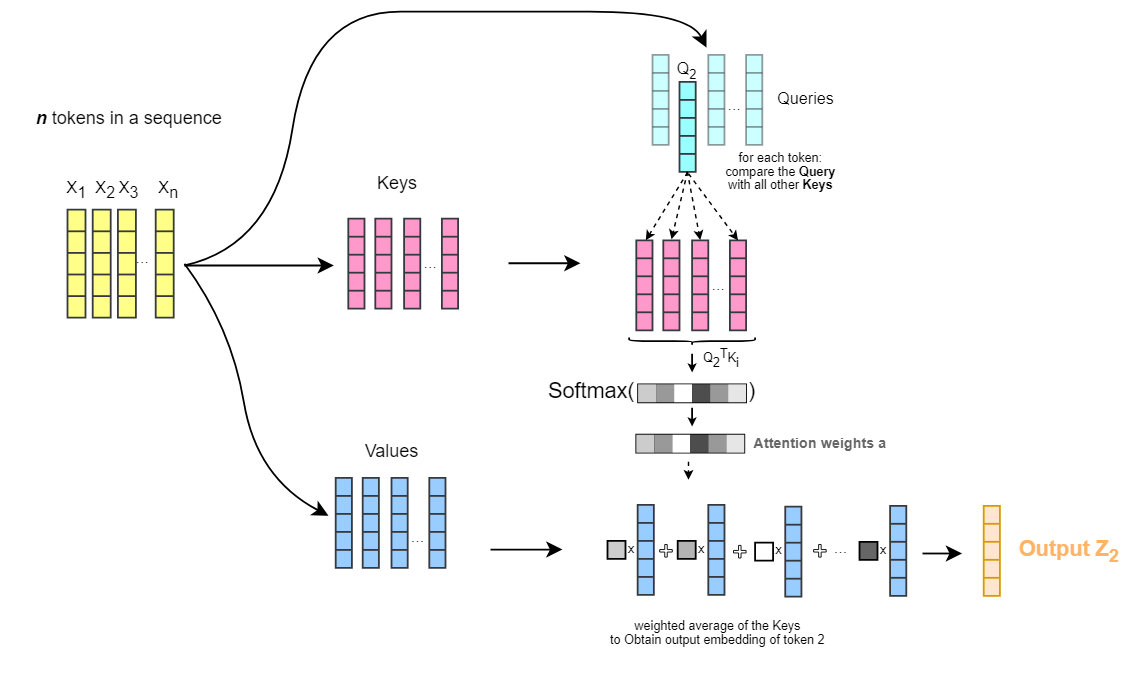 n tokens in a sequence
X1 X2 X3 Xn
...
Keys
...
Values
...
Q2
...
Queries
for each token:
compare the Query
with all other Keys
...
Q2TKi
Softmax( )
Attention weights a
x + x + x + ... x
Output Z2
weighted average of the Keys
to Obtain output embedding of token 2